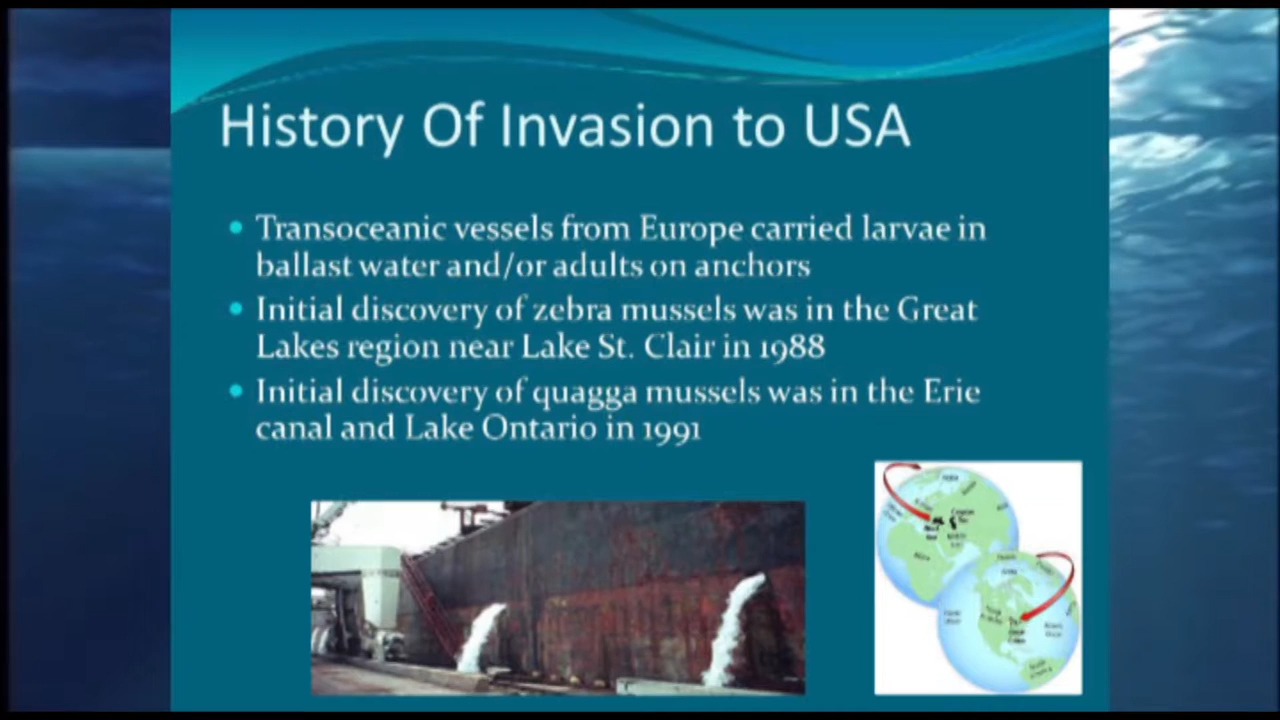 History Of Invasion to USA
Transoceanic vessels from Europe carried larvae in
ballast water and/or adults on anchors
Initial discovery of zebra mussels was in the Great
Lakes region near Lake St. Clair in 1988
Initial discovery of quagga mussels was in the Erie
canal and Lake Ontario in 1991